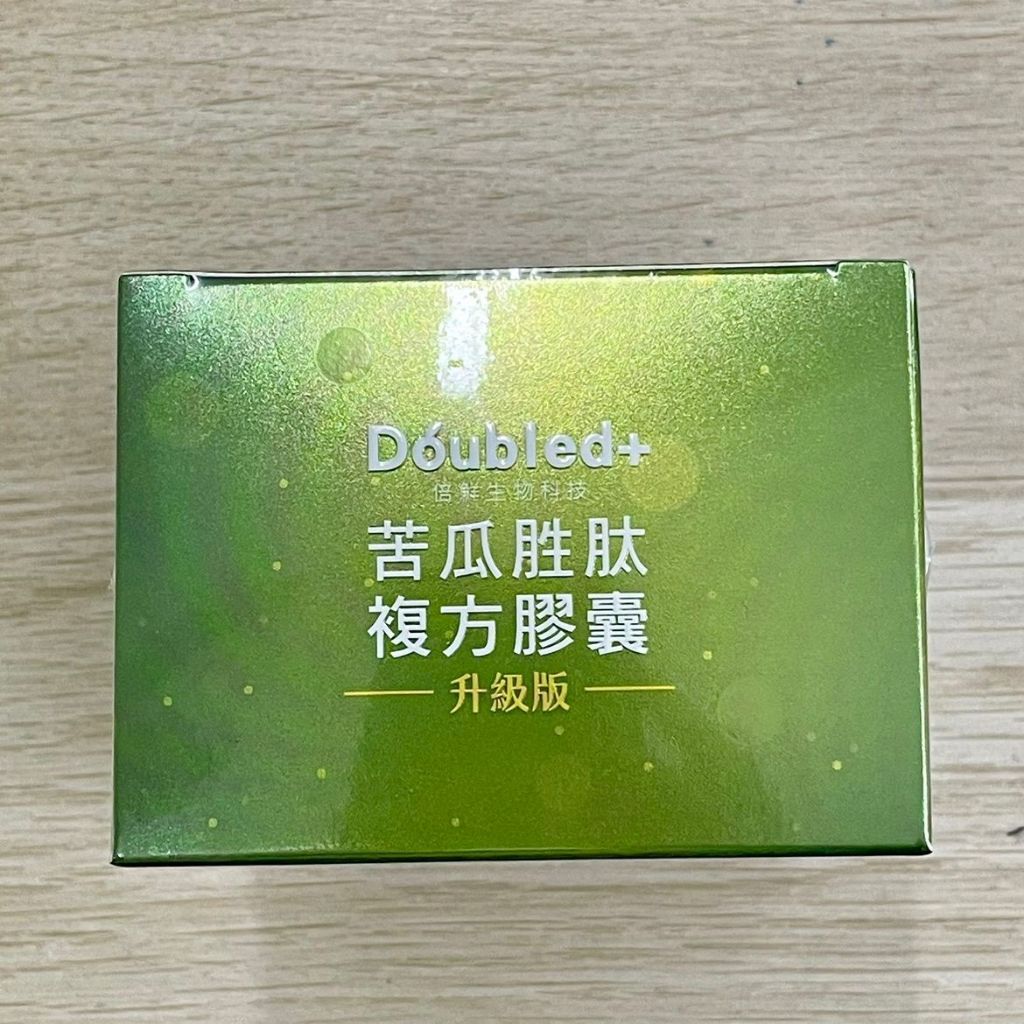 Doubled+
倍鮮生物科技
苦瓜胜肽
複方膠囊
升級版